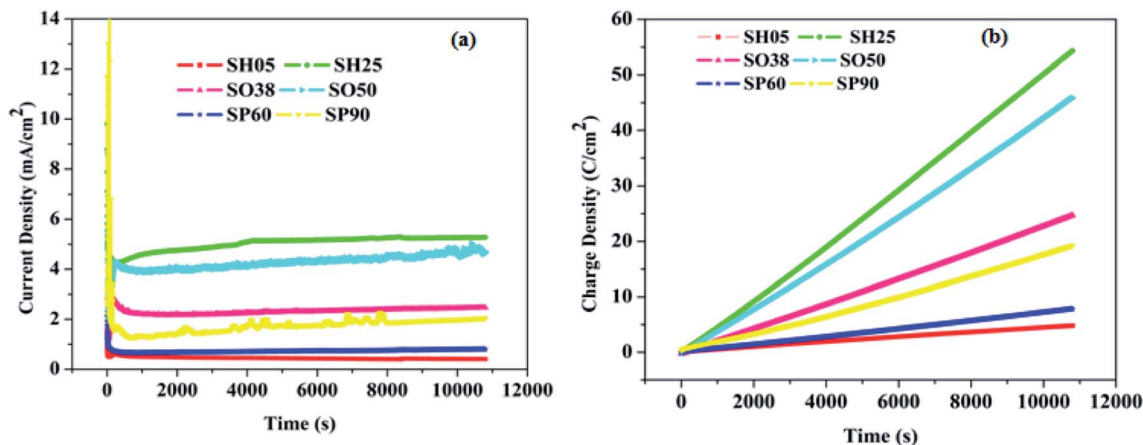 (a)
SH05 SH25
SO38 SO50
SP60 SP90
Current Density (mA/cm²)
14
12
10
8
6
4
2
0
0 2000 4000 6000 8000 10000
Time (s)
(b)
SH05 SH25
SO38 SO50
SP60 SP90
Charge Density (C/cm²)
60
50
40
30
20
10
0
0 2000 4000 6000 8000 10000 12000
Time (s)